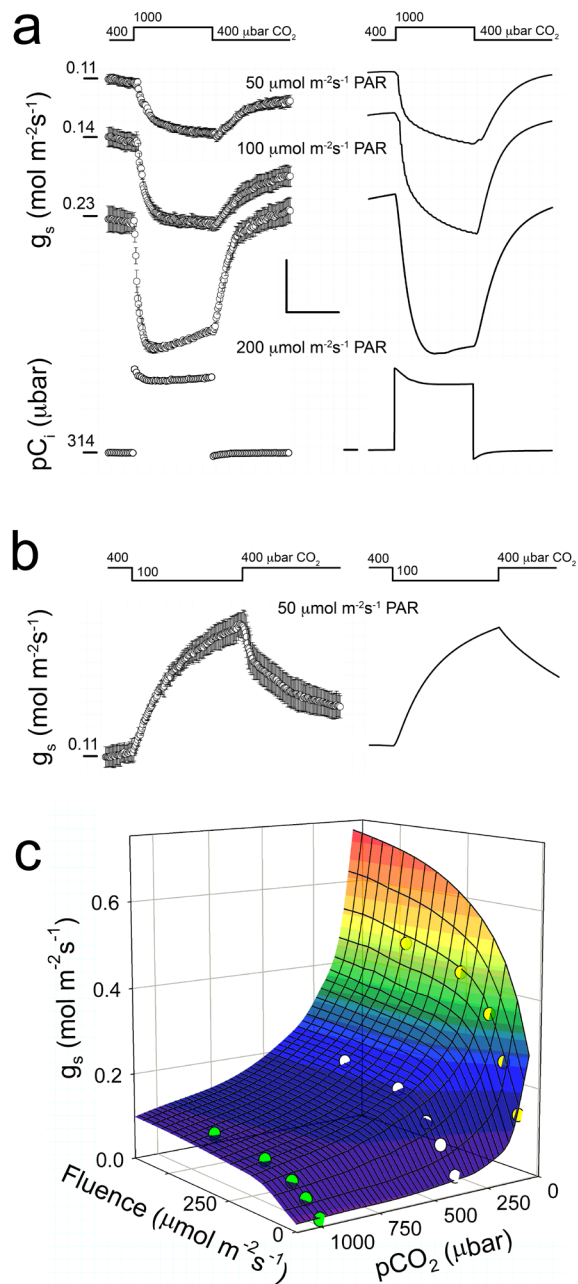 a
1000
1000
400
400 μbar CO2
400
400 μbar CO2
0.11
50 μmol m-2s-1 PAR
0.14
100 μmol m-2s-1 PAR
0.23
gs (mol m-2s-1)
200 μmol m-2s-1 PAR
pCi (μbar)
314
b
400
100
400 μbar CO2
400
100
400 μbar CO2
50 μmol m-2s-1 PAR
gs (mol m-2s-1)
0.11
c
gs (mol m-2s-1)
0.6
0.4
0.2
0.0
Fluence (μmol m-2s-1)
250
0
1000
750
500
250
0
pCO2 (μbar)